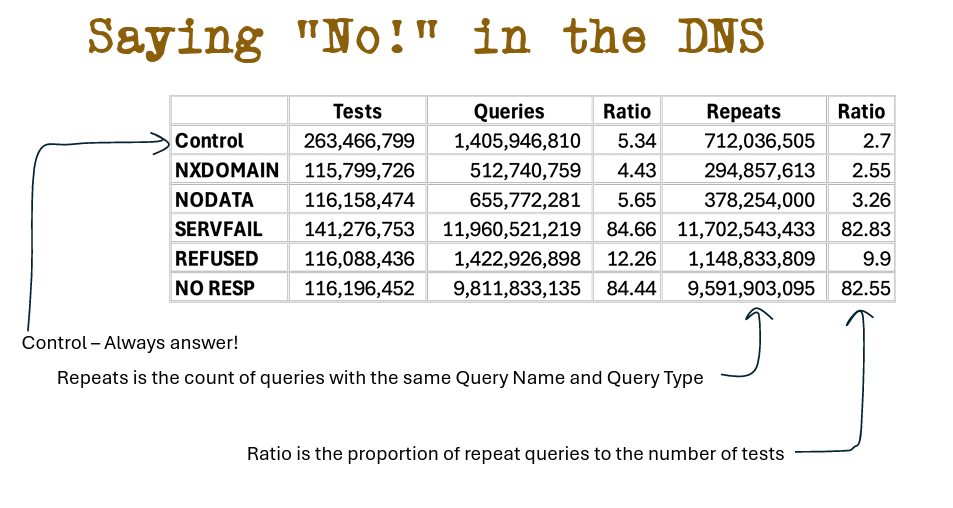 Saying "No!" in the DNS
Tests Queries Ratio Repeats Ratio
Control 263,466,799 1,405,946,810 5.34 712,036,505 2.7
NXDOMAIN 115,799,726 512,740,759 4.43 294,857,613 2.55
NODATA 116,158,474 655,772,281 5.65 378,254,000 3.26
SERVFAIL 141,276,753 11,960,521,219 84.66 11,702,543,433 82.83
REFUSED 116,088,436 1,422,926,898 12.26 1,148,833,809 9.9
NO RESP 116,196,452 9,811,833,135 84.44 9,591,903,095 82.55
Control – Always answer!
Repeats is the count of queries with the same Query Name and Query Type
Ratio is the proportion of repeat queries to the number of tests